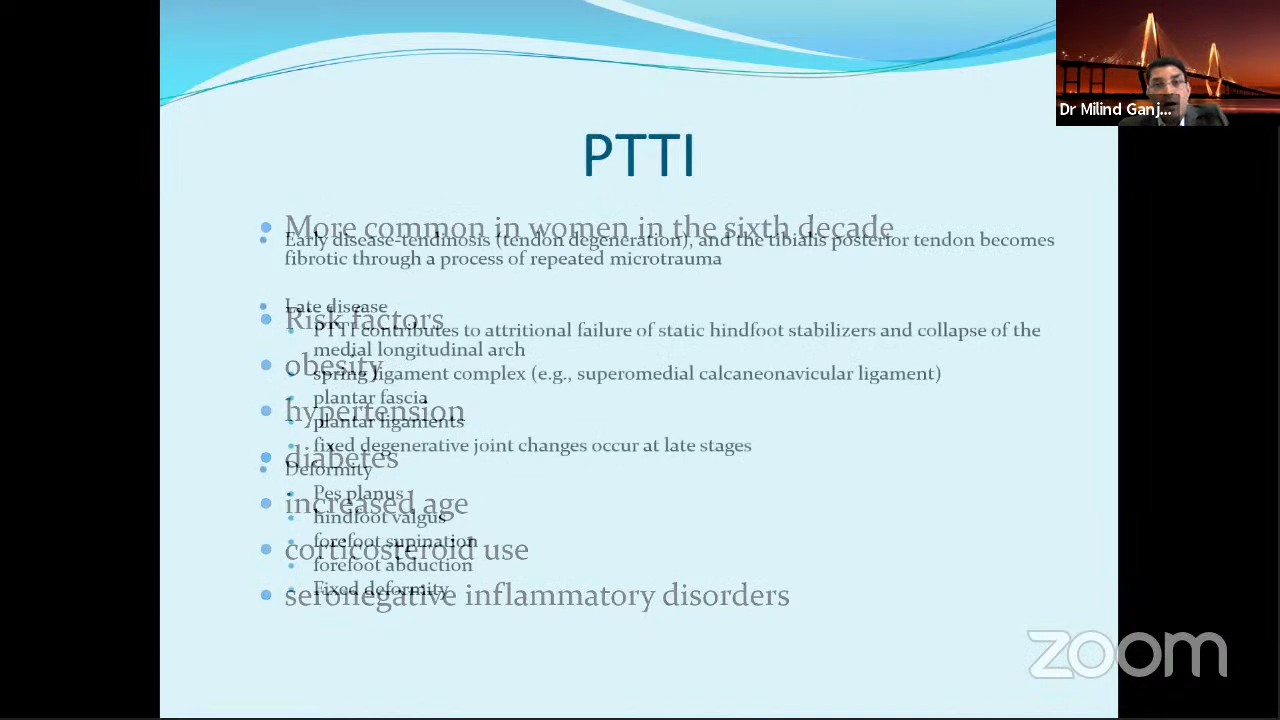 PTTI
More common in women in the sixth decade
Risk factors
obesity
hypertension
diabetes
increased age
corticosteroid use
seronegative inflammatory disorders
Early disease-tendinosis (tendon degeneration), and the tibialis posterior tendon becomes
fibrotic through a process of repeated microtrauma
Late disease
PTTI contributes to attritional failure of static hindfoot stabilizers and collapse of the
medial longitudinal arch
spring ligament complex (e.g., superomedial calcaneonavicular ligament)
plantar fascia
plantar ligaments
fixed degenerative joint changes occur at late stages
Deformity
Pes planus
hindfoot valgus
forefoot supination
forefoot abduction
Fixed deformity
Dr Milind Ganj...
zoom